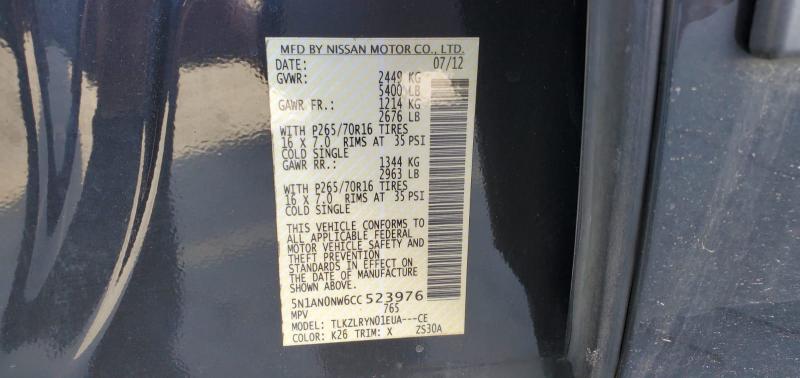 MFD BY NISSAN MOTOR CO., LTD.
DATE: 07/12
GVWR: 2449 KG
5400 LB
GAWR FR.: 1214 KG
2676 LB
WITH P265/70R16 TIRES
16 X 7.0 RIMS AT 35 PSI
COLD SINGLE
GAWR RR.: 1344 KG
2963 LB
WITH P265/70R16 TIRES
16 X 7.0 RIMS AT 35 PSI
COLD SINGLE
THIS VEHICLE CONFORMS TO
ALL APPLICABLE FEDERAL
MOTOR VEHICLE SAFETY AND
THEFT PREVENTION
STANDARDS IN EFFECT ON
THE DATE OF MANUFACTURE
SHOWN ABOVE.
5N1AN0NW6CC523976
MPV 765
MODEL: TLKZLRYN01EUA---CE
COLOR: K26 TRIM: X ZS30A